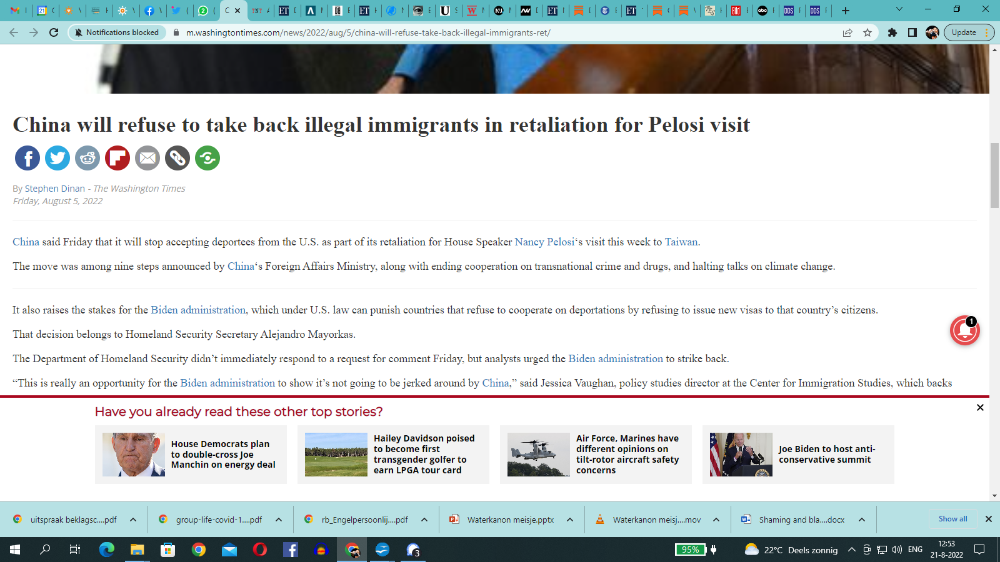 Notifications blocked
m.washingtontimes.com/news/2022/aug/5/china-will-refuse-take-back-illegal-immigrants-ret/
Update
China will refuse to take back illegal immigrants in retaliation for Pelosi visit
By Stephen Dinan - The Washington Times
Friday, August 5, 2022
China said Friday that it will stop accepting deportees from the U.S. as part of its retaliation for House Speaker Nancy Pelosi‘s visit this week to Taiwan.
The move was among nine steps announced by China‘s Foreign Affairs Ministry, along with ending cooperation on transnational crime and drugs, and halting talks on climate change.
It also raises the stakes for the Biden administration, which under U.S. law can punish countries that refuse to cooperate on deportations by refusing to issue new visas to that country’s citizens.
That decision belongs to Homeland Security Secretary Alejandro Mayorkas.
The Department of Homeland Security didn’t immediately respond to a request for comment Friday, but analysts urged the Biden administration to strike back.
“This is really an opportunity for the Biden administration to show it’s not going to be jerked around by China,” said Jessica Vaughan, policy studies director at the Center for Immigration Studies, which backs
1
Have you already read these other top stories?
House Democrats plan
to double-cross Joe
Manchin on energy deal
Hailey Davidson poised
to become first
transgender golfer to
earn LPGA tour card
Air Force, Marines have
different opinions on
tilt-rotor aircraft safety
concerns
Joe Biden to host anti-
conservative summit
uitspraak beklagsc....pdf
group-life-covid-1....pdf
rb_Engelpersoonlij....pdf
Waterkanon meisje.pptx
Waterkanon meisj....mov
Shaming and bla....docx
Show all
95%
22°C Deels zonnig
ENG
12:53
21-8-2022
3